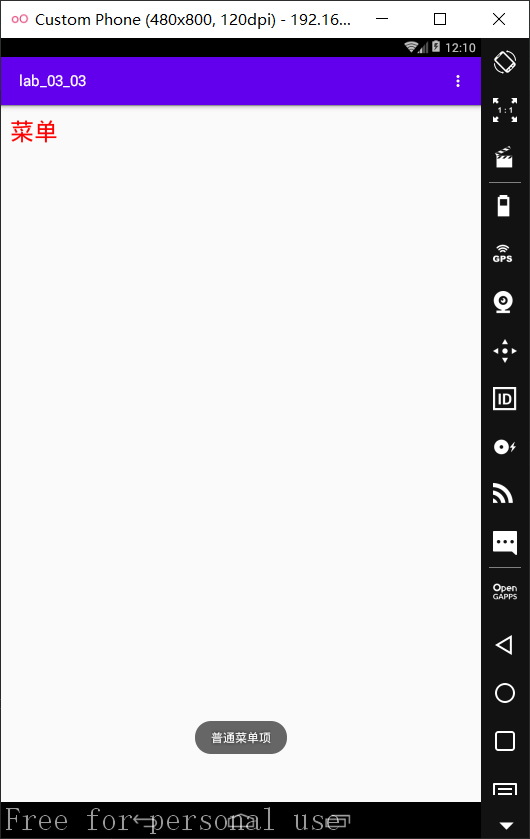 Custom Phone (480x800, 120dpi) - 192.16...
12:10
lab_03_03
菜单
1 : 1
GPS
ID
Open
GAPPS
普通菜单项
Free for personal use